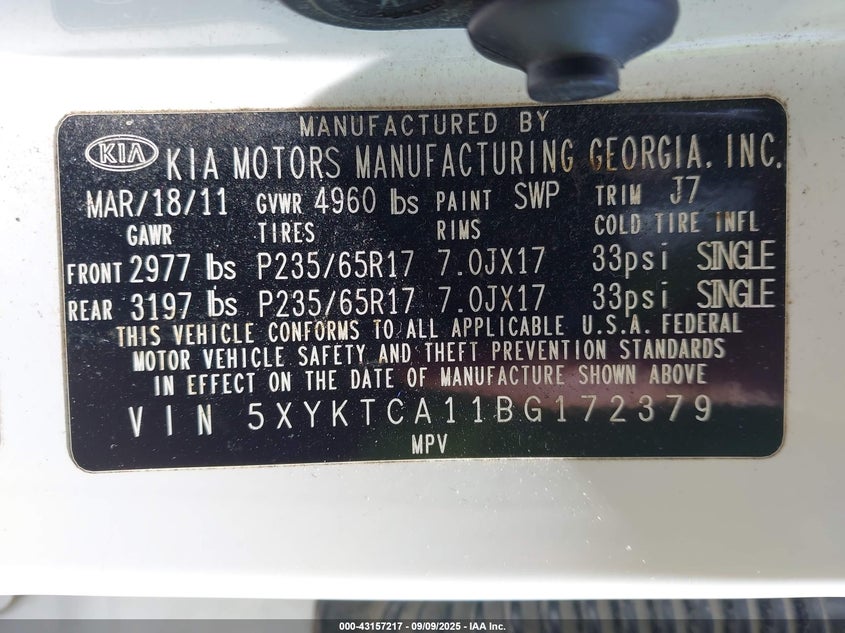 MANUFACTURED BY
KIA KIA MOTORS MANUFACTURING GEORGIA, INC.
MAR/18/11 GVWR 4960 lbs PAINT SWP TRIM J7
GAWR TIRES RIMS COLD TIRE INFL
FRONT 2977 lbs P235/65R17 7.0JX17 33psi SINGLE
REAR 3197 lbs P235/65R17 7.0JX17 33psi SINGLE
THIS VEHICLE CONFORMS TO ALL APPLICABLE U.S.A. FEDERAL
MOTOR VEHICLE SAFETY AND THEFT PREVENTION STANDARDS
IN EFFECT ON THE DATE OF MANUFACTURE SHOWN ABOVE
VIN 5XYKTCA11BG172379
MPV
000-43157217 - 09/09/2025 - IAA Inc.